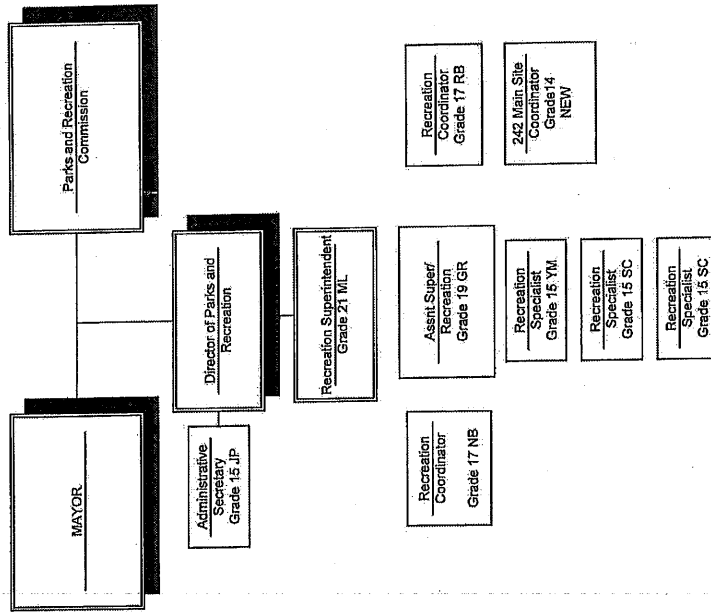 MAYOR
Parks and Recreation
Commission
Administrative
Secretary
Grade 15 JP
Director of Parks and
Recreation
Recreation Superintendent
Grade 21 ML
Recreation
Coordinator
Grade 17 NB
Assnt Super/
Recreation
Grade 19 GR
Recreation
Coordinator
Grade 17 RB
Recreation
Specialist
Grade 15 YM
242 Main Site
Coordinator
Grade14
NEW
Recreation
Specialist
Grade 15 SC
Recreation
Specialist
Grade 15 SC